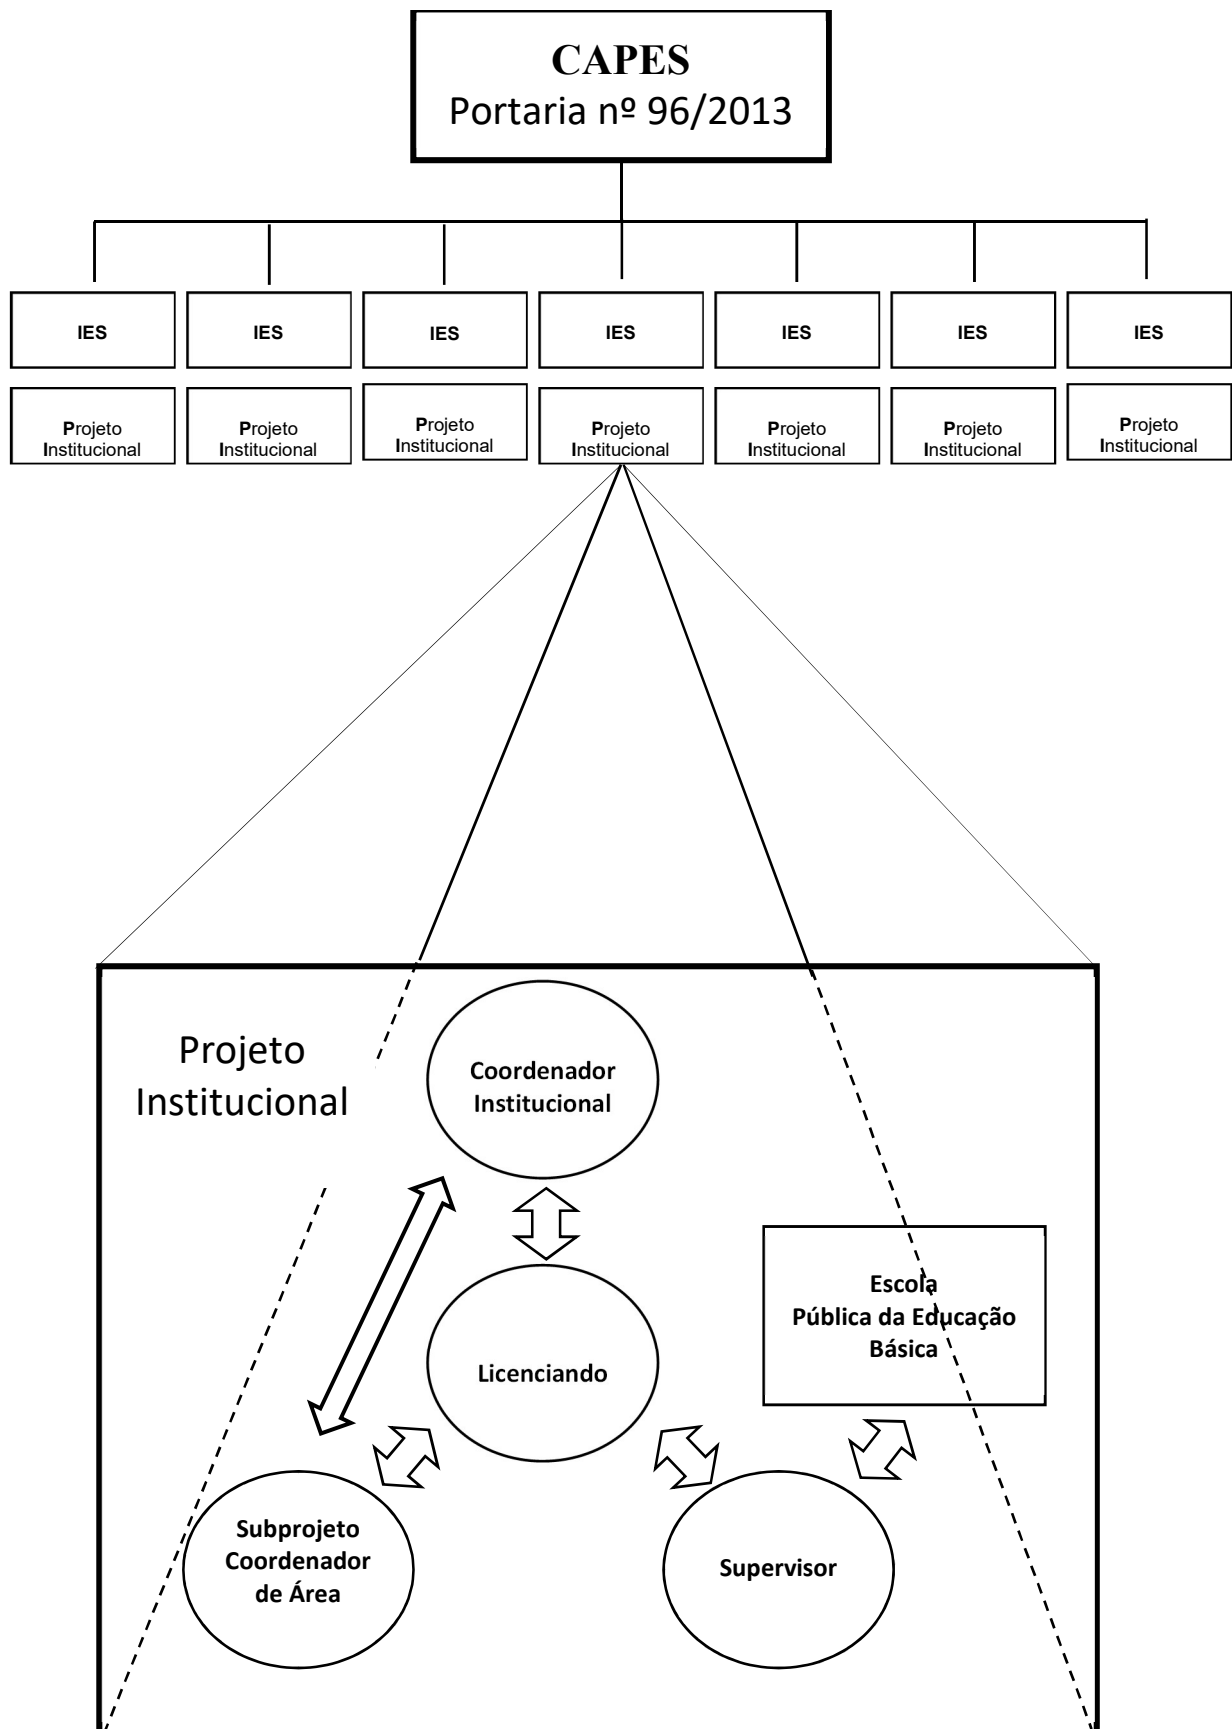 CAPES
Portaria nº 96/2013
IES
IES
IES
IES
IES
IES
IES
Projeto
Institucional
Projeto
Institucional
Projeto
Institucional
Projeto
Institucional
Projeto
Institucional
Projeto
Institucional
Projeto
Institucional
Projeto
Institucional
Coordenador
Institucional
Licenciando
Escola
Pública da Educação
Básica
Subprojeto
Coordenador
de Área
Supervisor